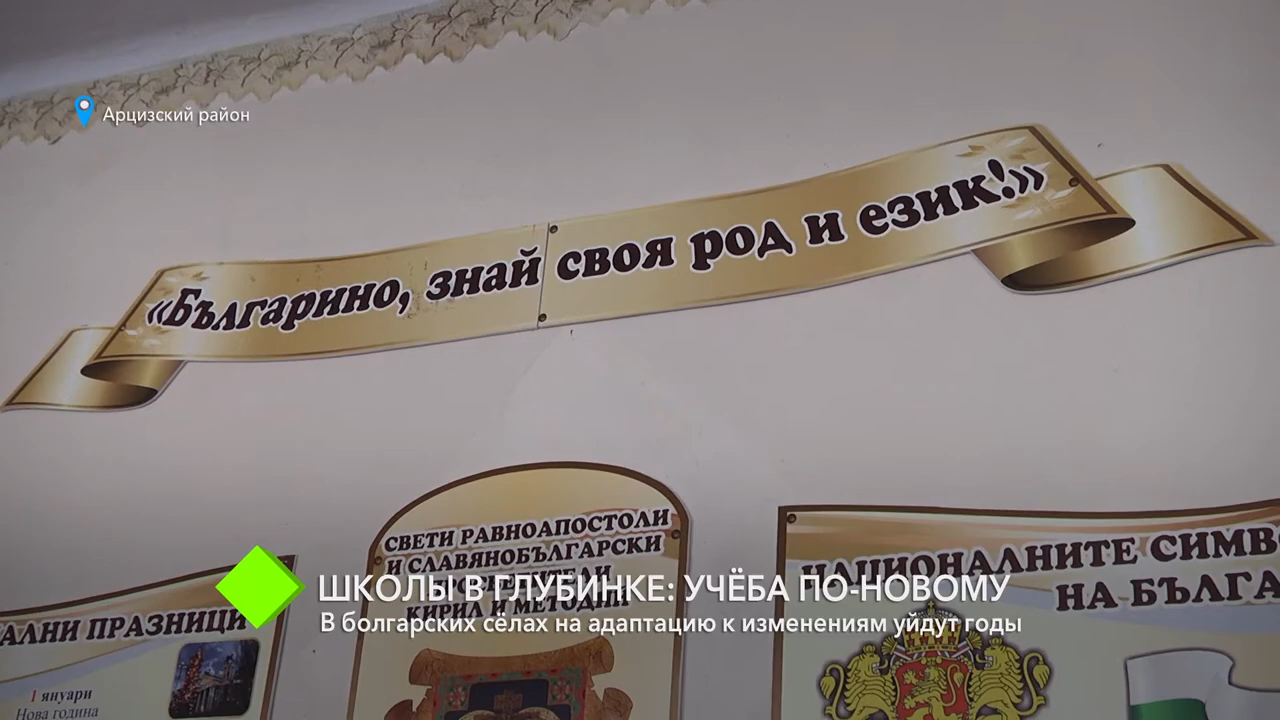 Арцизский район
«Българино, знай своя род и език!»
СВЕТИ РАВНОАПОСТОЛИ
И СЛАВЯНОБЪЛГАРСКИ
КИРИЛ И МЕТОДИЙ
НАЦИОНАЛНИТЕ СИМВ
НА БЪЛГА
АЛНИ ПРАЗНИЦИ
1 януари
Нова година
ШКОЛЫ В ГЛУБИНКЕ: УЧЁБА ПО-НОВОМУ
В болгарских сёлах на адаптацию к изменениям уйдут годы